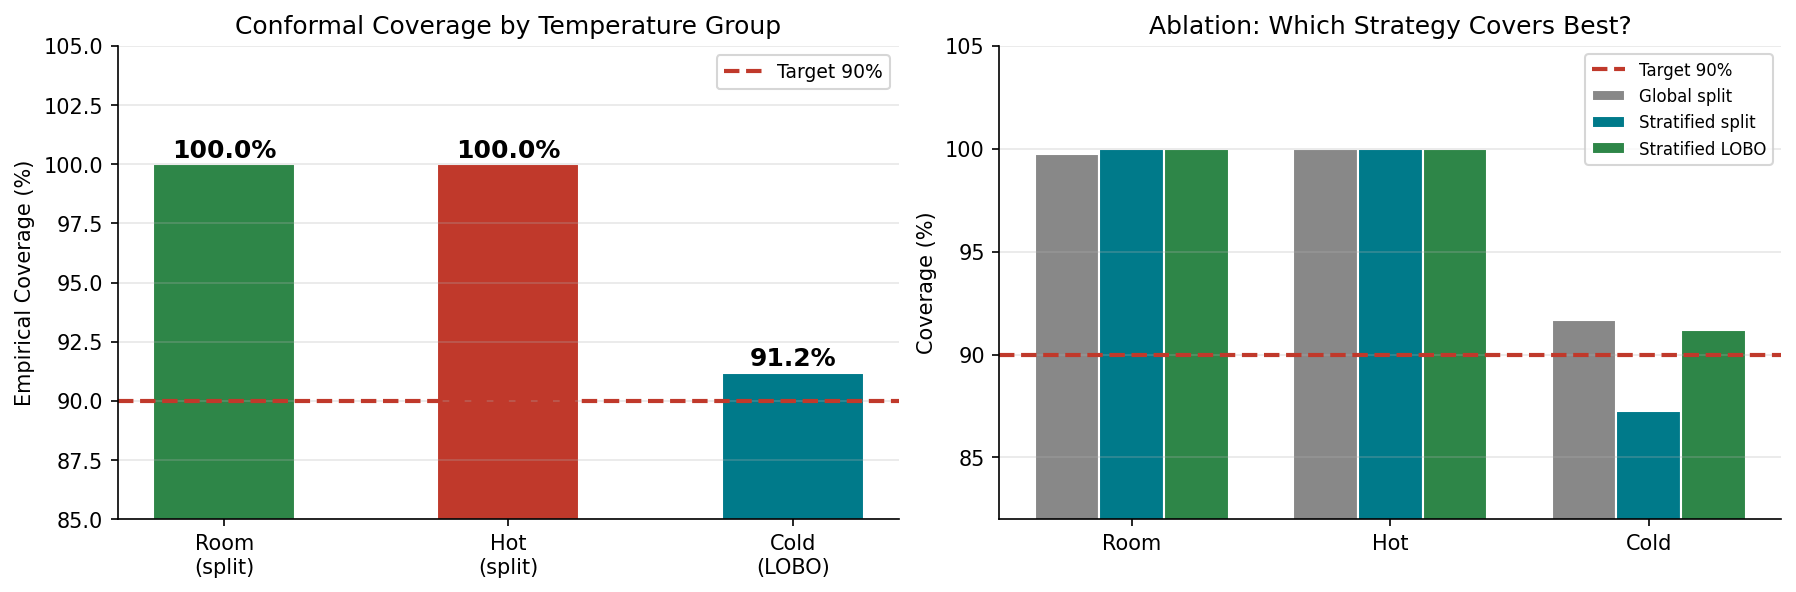 Conformal Coverage by Temperature Group
Empirical Coverage (%)
105.0
102.5
100.0
97.5
95.0
92.5
90.0
87.5
85.0
Target 90%
100.0%
100.0%
91.2%
Room
(split)
Hot
(split)
Cold
(LOBO)
Ablation: Which Strategy Covers Best?
Coverage (%)
105
100
95
90
85
Target 90%
Global split
Stratified split
Stratified LOBO
Room
Hot
Cold